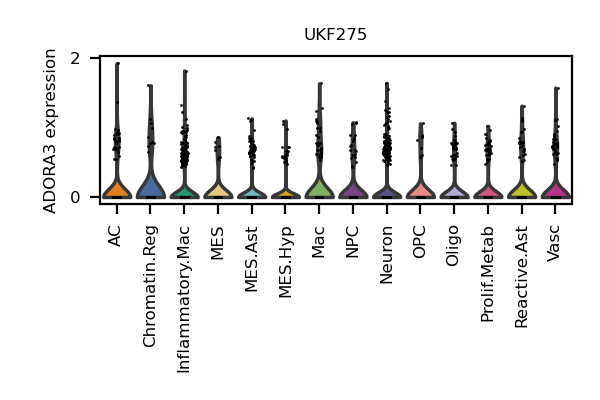 UKF275
ADORA3 expression
2
0
AC
Chromatin.Reg
Inflammatory.Mac
MES
MES.Ast
MES.Hyp
Mac
NPC
Neuron
OPC
Oligo
Prolif.Metab
Reactive.Ast
Vasc